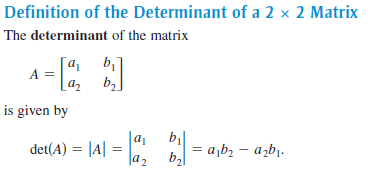 Definition of the Determinant of a 2 × 2 Matrix
The determinant of the matrix
A = [a₁ b₁
a₂ b₂]
is given by
det(A) = |A| = |a₁ b₁
a₂ b₂| = a₁b₂ − a₂b₁.